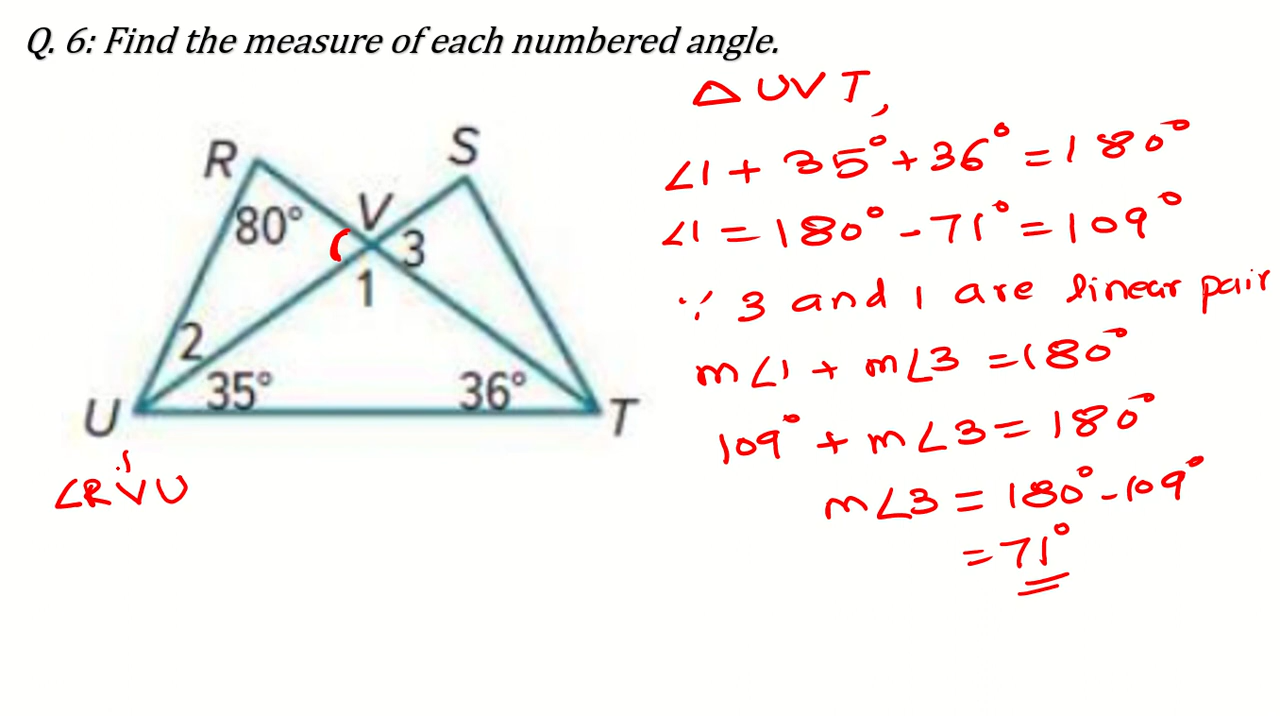 Q. 6: Find the measure of each numbered angle.
△ UVT,
∠1 + 35° + 36° = 180°
∠1 = 180° - 71° = 109°
∵ 3 and 1 are linear pair
m∠1 + m∠3 = 180°
109° + m∠3 = 180°
m∠3 = 180° - 109°
= 71°
R
S
80°
V
3
1
2
35°
36°
U
T
∠RVU